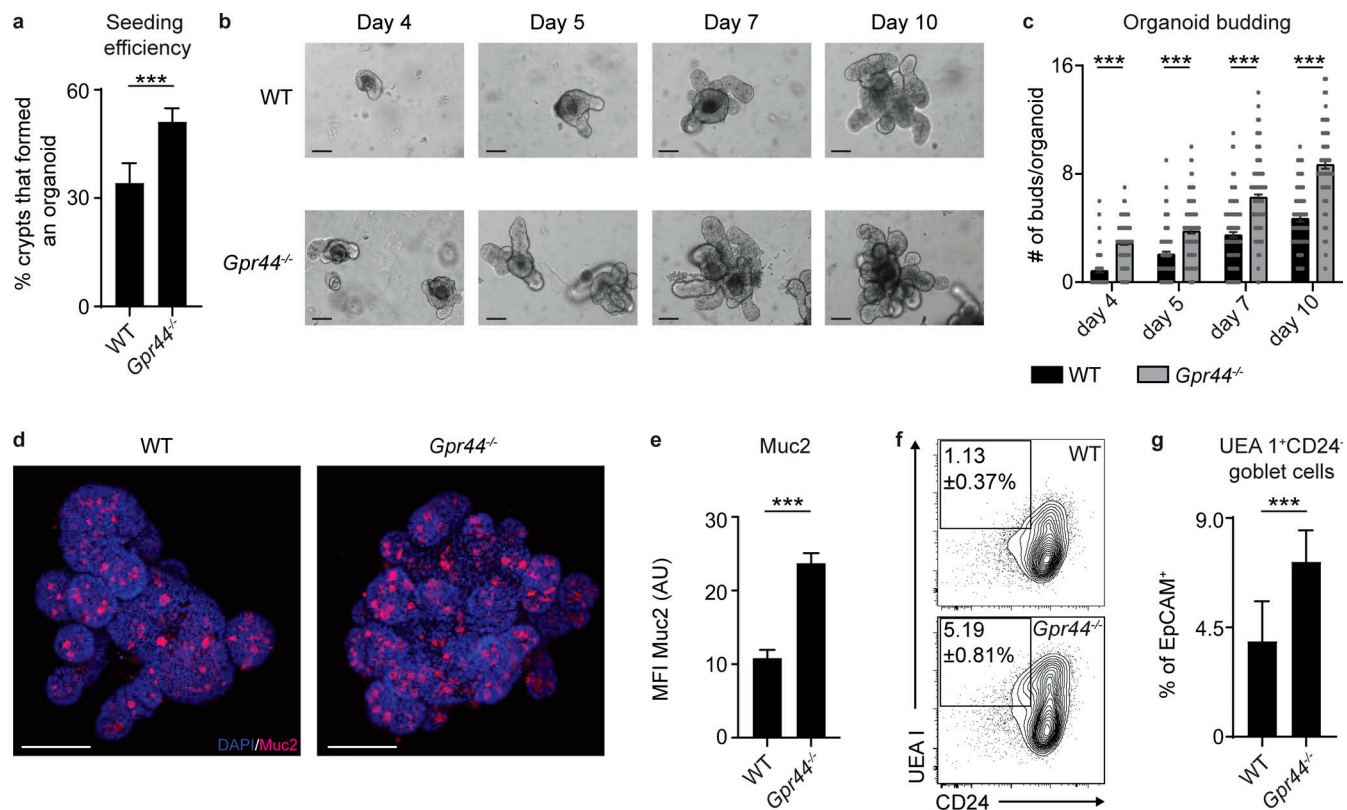 a
Seeding
efficiency
***
60
30
0
% crypts that formed
an organoid
WT
Gpr44-/-
b
Day 4
Day 5
Day 7
Day 10
WT
Gpr44-/-
c
Organoid budding
*** *** *** ***
16
8
0
# of buds/organoid
day 4
day 5
day 7
day 10
WT
Gpr44-/-
d
WT
Gpr44-/-
DAPI/Muc2
e
Muc2
***
30
20
10
0
MFI Muc2 (AU)
WT
Gpr44-/-
f
1.13
±0.37%
WT
5.19
±0.81%
Gpr44-/-
UEA I
CD24
g
UEA 1+CD24-
goblet cells
***
9.0
4.5
0
% of EpCAM+
WT
Gpr44-/-